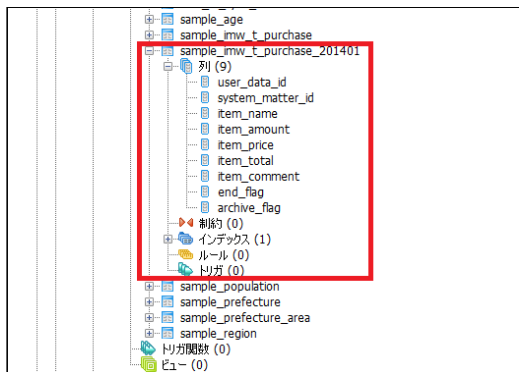 sample_age
sample_imw_t_purchase
sample_imw_t_purchase_201401
列 (9)
user_data_id
system_matter_id
item_name
item_amount
item_price
item_total
item_comment
end_flag
archive_flag
制約 (0)
インデックス (1)
ルール (0)
トリガ (0)
sample_population
sample_prefecture
sample_prefecture_area
sample_region
トリガ関数 (0)
ビュー (0)